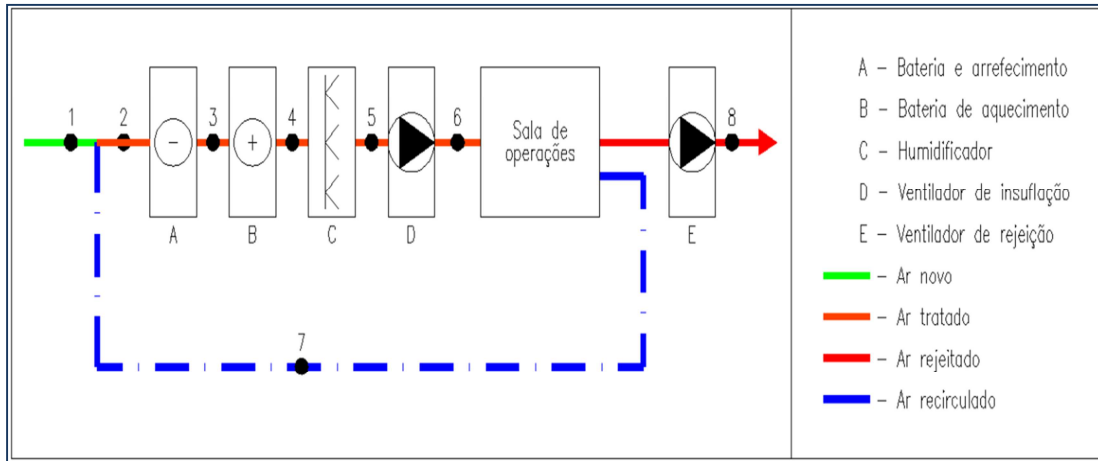 1
2
3
4
5
6
8
- +
Sala de
operações
A
B
C
D
E
7
A - Bateria e arrefecimento
B - Bateria de aquecimento
C - Humidificador
D - Ventilador de insuflação
E - Ventilador de rejeição
- Ar novo
- Ar tratado
- Ar rejeitado
- Ar recirculado